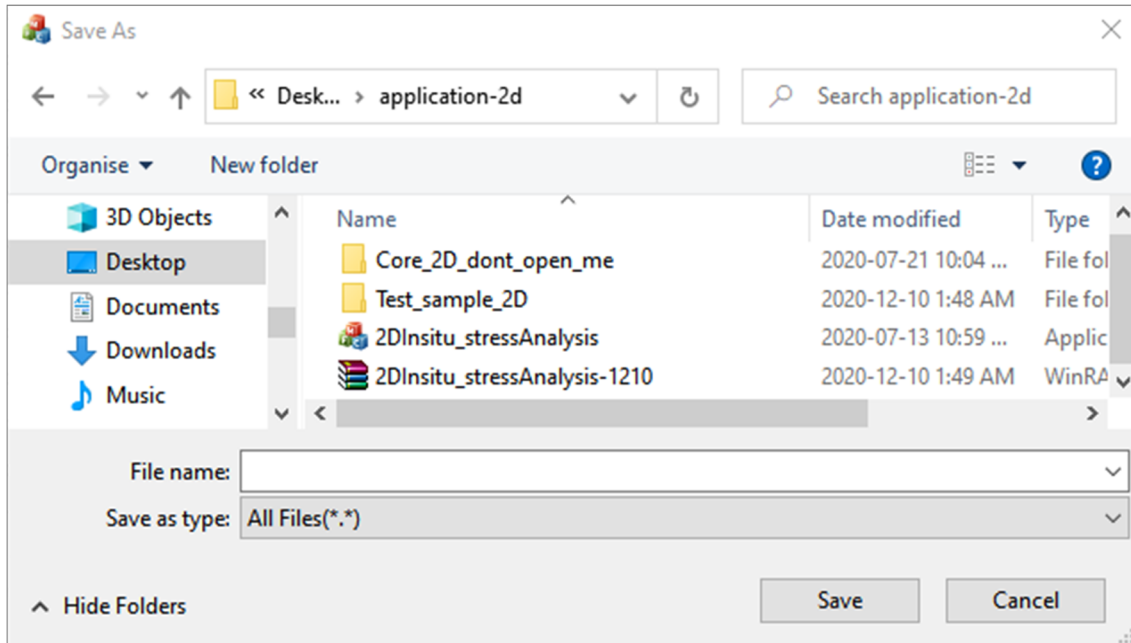 Save As
« Desk... › application-2d
Search application-2d
Organise
New folder
3D Objects
Desktop
Documents
Downloads
Music
Name Date modified Type
Core_2D_dont_open_me 2020-07-21 10:04 ... File fol
Test_sample_2D 2020-12-10 1:48 AM File fol
2DInsitu_stressAnalysis 2020-07-13 10:59 ... Applic
2DInsitu_stressAnalysis-1210 2020-12-10 1:49 AM WinRA
File name:
Save as type: All Files(*.*)
Hide Folders
Save
Cancel